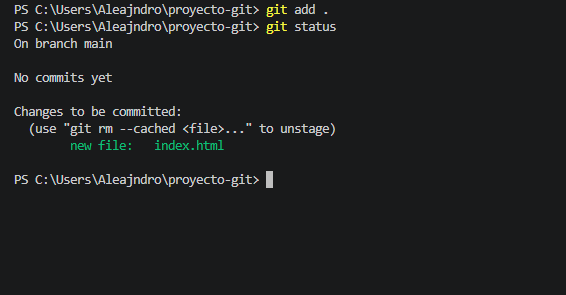 PS C:\Users\Aleajndro\proyecto-git> git add .
PS C:\Users\Aleajndro\proyecto-git> git status
On branch main
No commits yet
Changes to be committed:
(use "git rm --cached <file>..." to unstage)
new file: index.html
PS C:\Users\Aleajndro\proyecto-git>